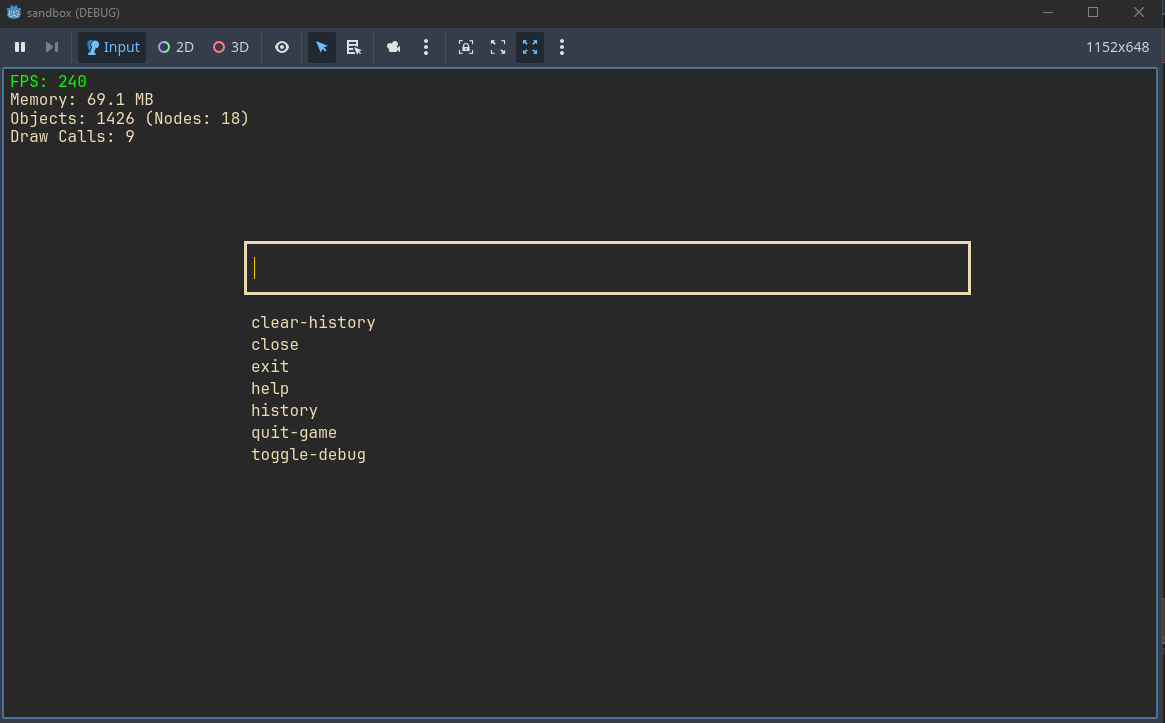 sandbox (DEBUG)
Input 2D 3D 1152x648
FPS: 240
Memory: 69.1 MB
Objects: 1426 (Nodes: 18)
Draw Calls: 9
clear-history
close
exit
help
history
quit-game
toggle-debug